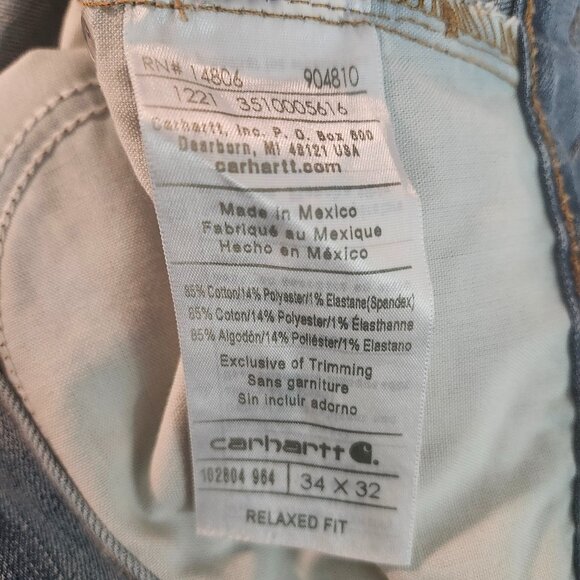 RN# 14806 904810
1221 3510005616
Carhartt, Inc. P. O. Box 600
Dearborn, MI 48121 USA
carhartt.com
Made in Mexico
Fabriqué au Mexique
Hecho en México
85% Cotton/14% Polyester/1% Elastane(Spandex)
85% Coton/14% Polyester/1% Élasthanne
85% Algodón/14% Poliéster/1% Elastano
Exclusive of Trimming
Sans garniture
Sin incluir adorno
carhartt
102804 964 34 X 32
RELAXED FIT